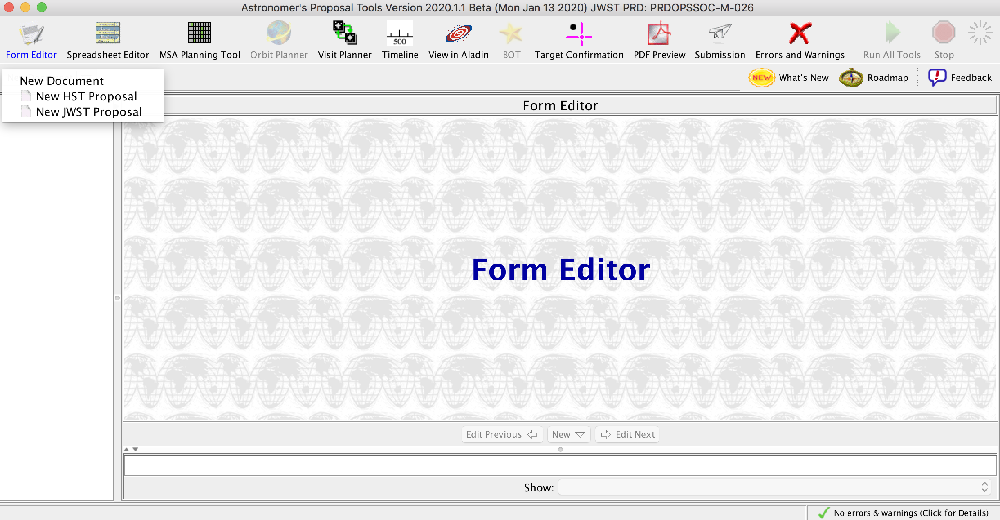 Astronomer's Proposal Tools Version 2020.1.1 Beta (Mon Jan 13 2020) JWST PRD: PRDOPSSOC-M-026
500
Form Editor Spreadsheet Editor MSA Planning Tool Orbit Planner Visit Planner Timeline View in Aladin BOT Target Confirmation PDF Preview Submission Errors and Warnings Run All Tools Stop
NEW What's New Roadmap Feedback
New Document
New HST Proposal
New JWST Proposal
Form Editor
Form Editor
Edit Previous New Edit Next
Show:
No errors & warnings (Click for Details)